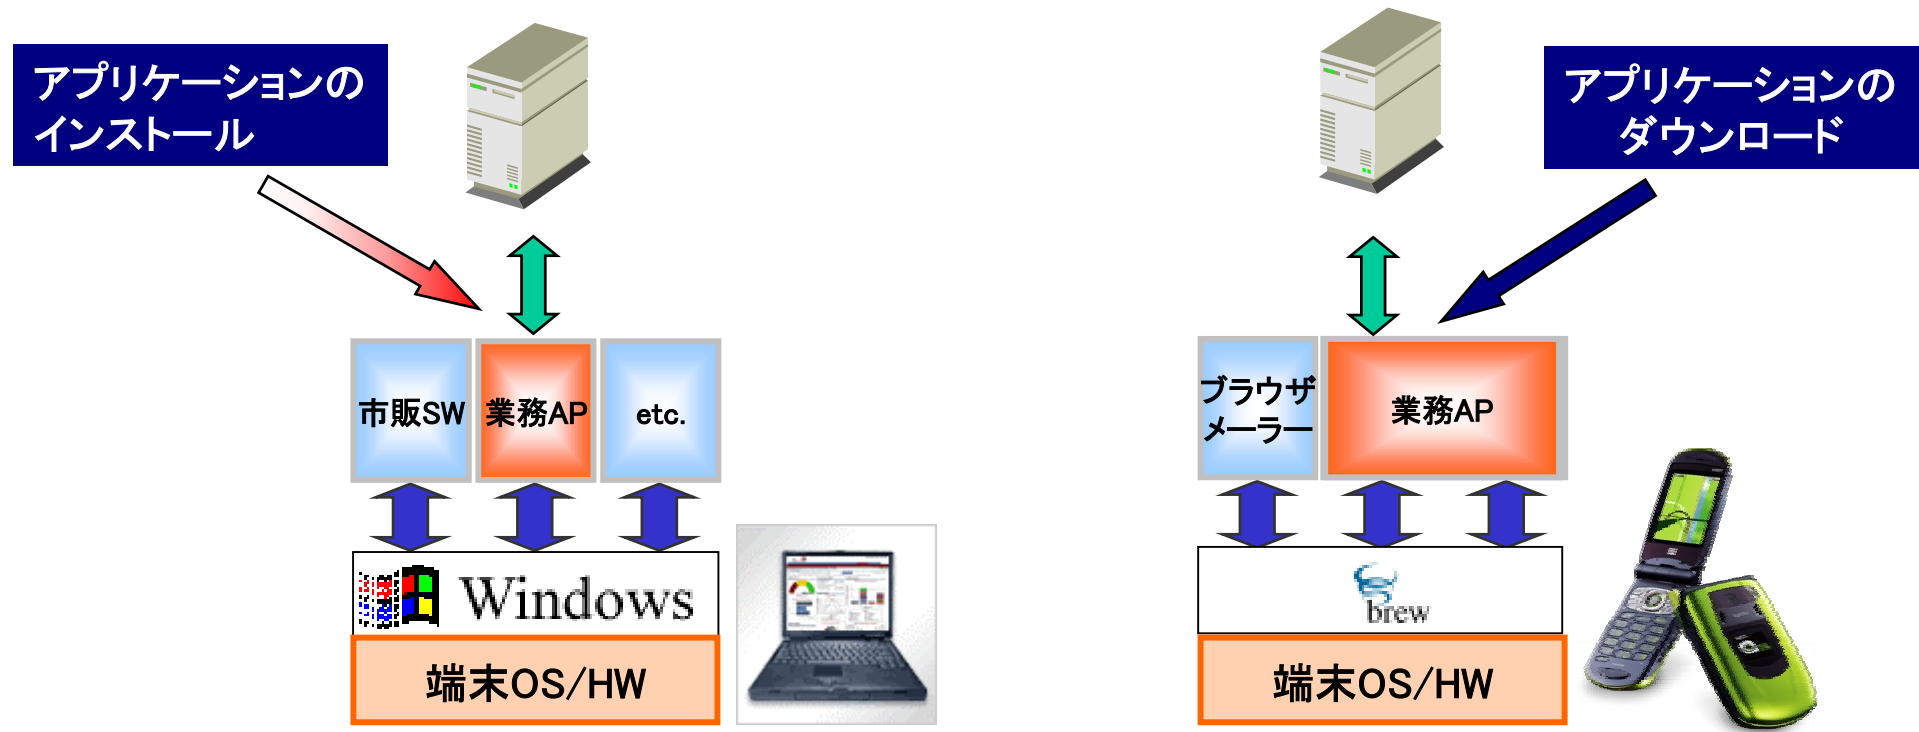 アプリケーションの
インストール
市販SW
業務AP
etc.
Windows
端末OS/HW
アプリケーションの
ダウンロード
ブラウザ
メーラー
業務AP
brew
端末OS/HW